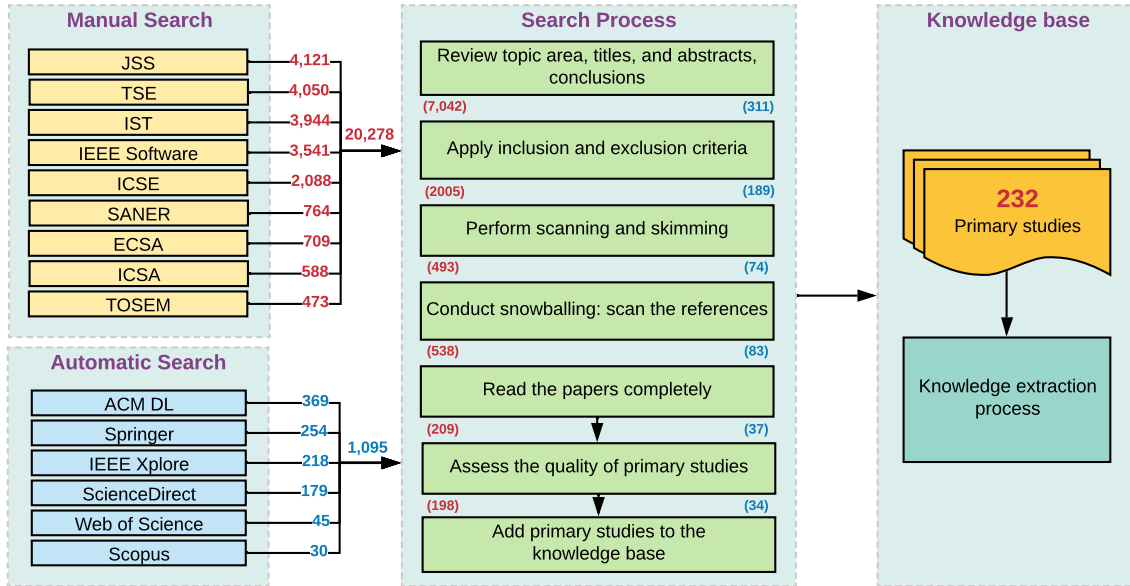 Manual Search
JSS
4,121
TSE
4,050
IST
3,944
IEEE Software
3,541
ICSE
2,088
SANER
764
ECSA
709
ICSA
588
TOSEM
473
20,278
Automatic Search
ACM DL
369
Springer
254
IEEE Xplore
218
ScienceDirect
179
Web of Science
45
Scopus
30
1,095
Search Process
Review topic area, titles, and abstracts,
conclusions
(7,042)
(311)
Apply inclusion and exclusion criteria
(2005)
(189)
Perform scanning and skimming
(493)
(74)
Conduct snowballing: scan the references
(538)
(83)
Read the papers completely
(209)
(37)
Assess the quality of primary studies
(198)
(34)
Add primary studies to the
knowledge base
Knowledge base
232
Primary studies
Knowledge extraction
process